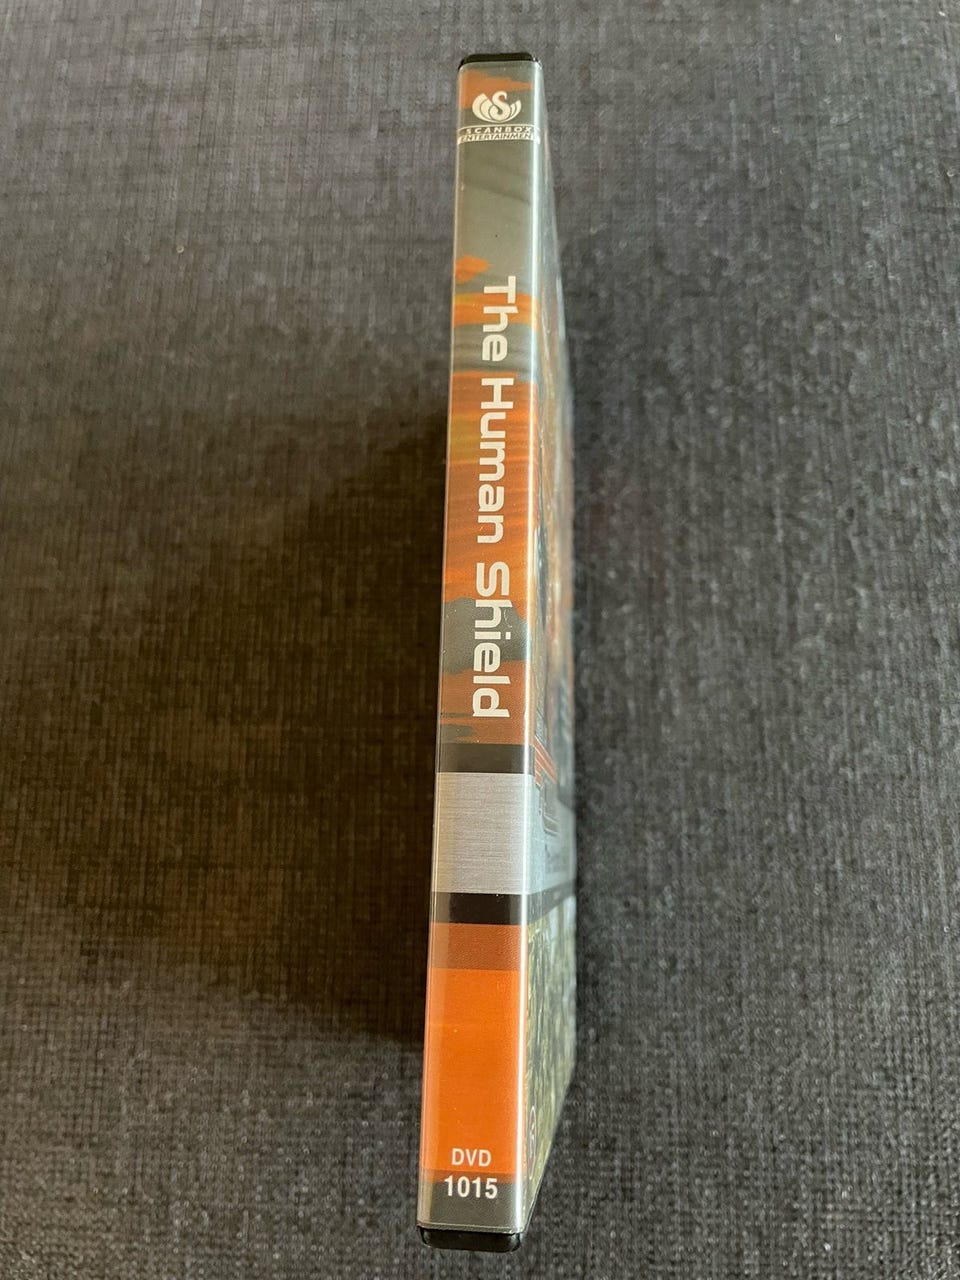 SCANBOX
ENTERTAINMENT
The Human Shield
DVD
1015